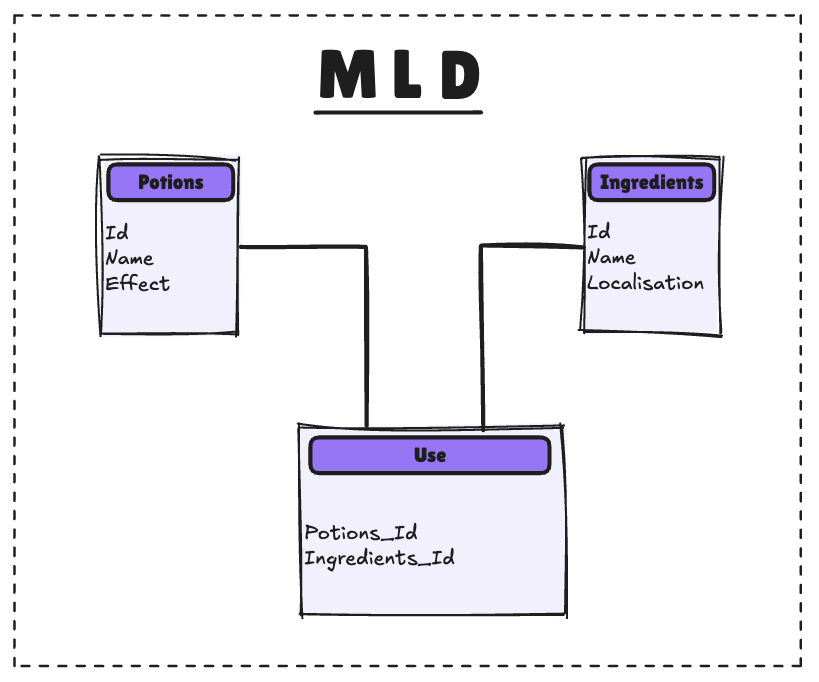 MLD
Potions
Id
Name
Effect
Ingredients
Id
Name
Localisation
Use
Potions_Id
Ingredients_Id